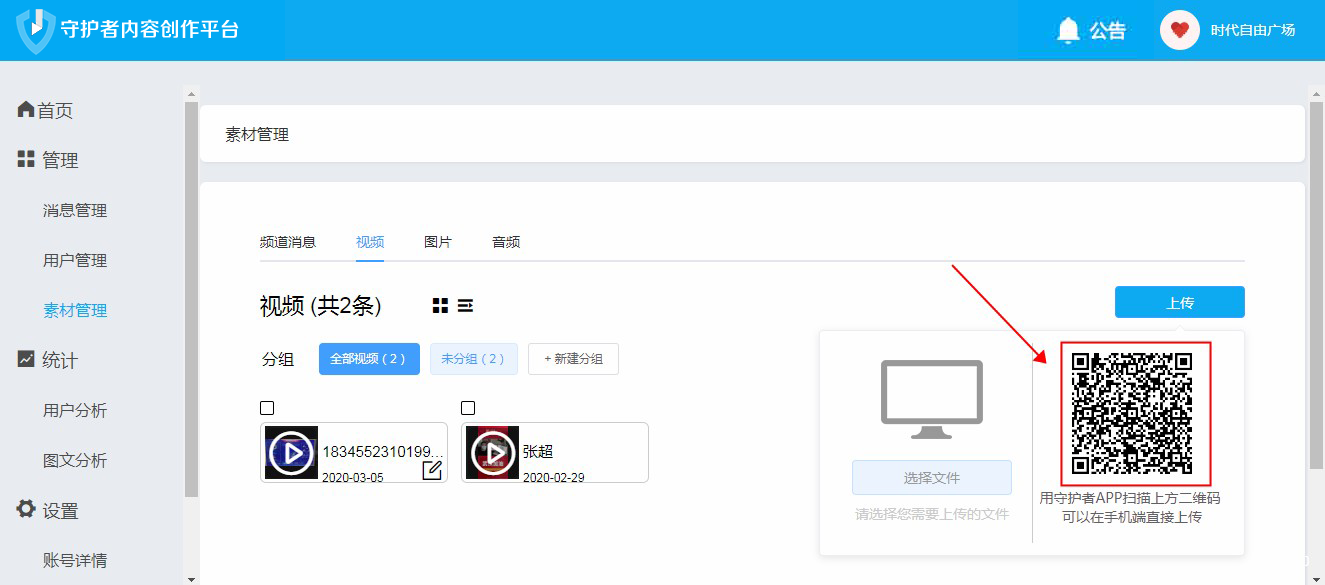 守护者内容创作平台
公告
时代自由广场
首页
管理
消息管理
用户管理
素材管理
统计
用户分析
图文分析
设置
账号详情
素材管理
频道消息 视频 图片 音频
视频 (共2条)
上传
分组 全部视频 ( 2 ) 未分组 ( 2 ) + 新建分组
1834552310199...
2020-03-05
张超
2020-02-29
选择文件
请选择您需要上传的文件
用守护者APP扫描上方二维码
可以在手机端直接上传